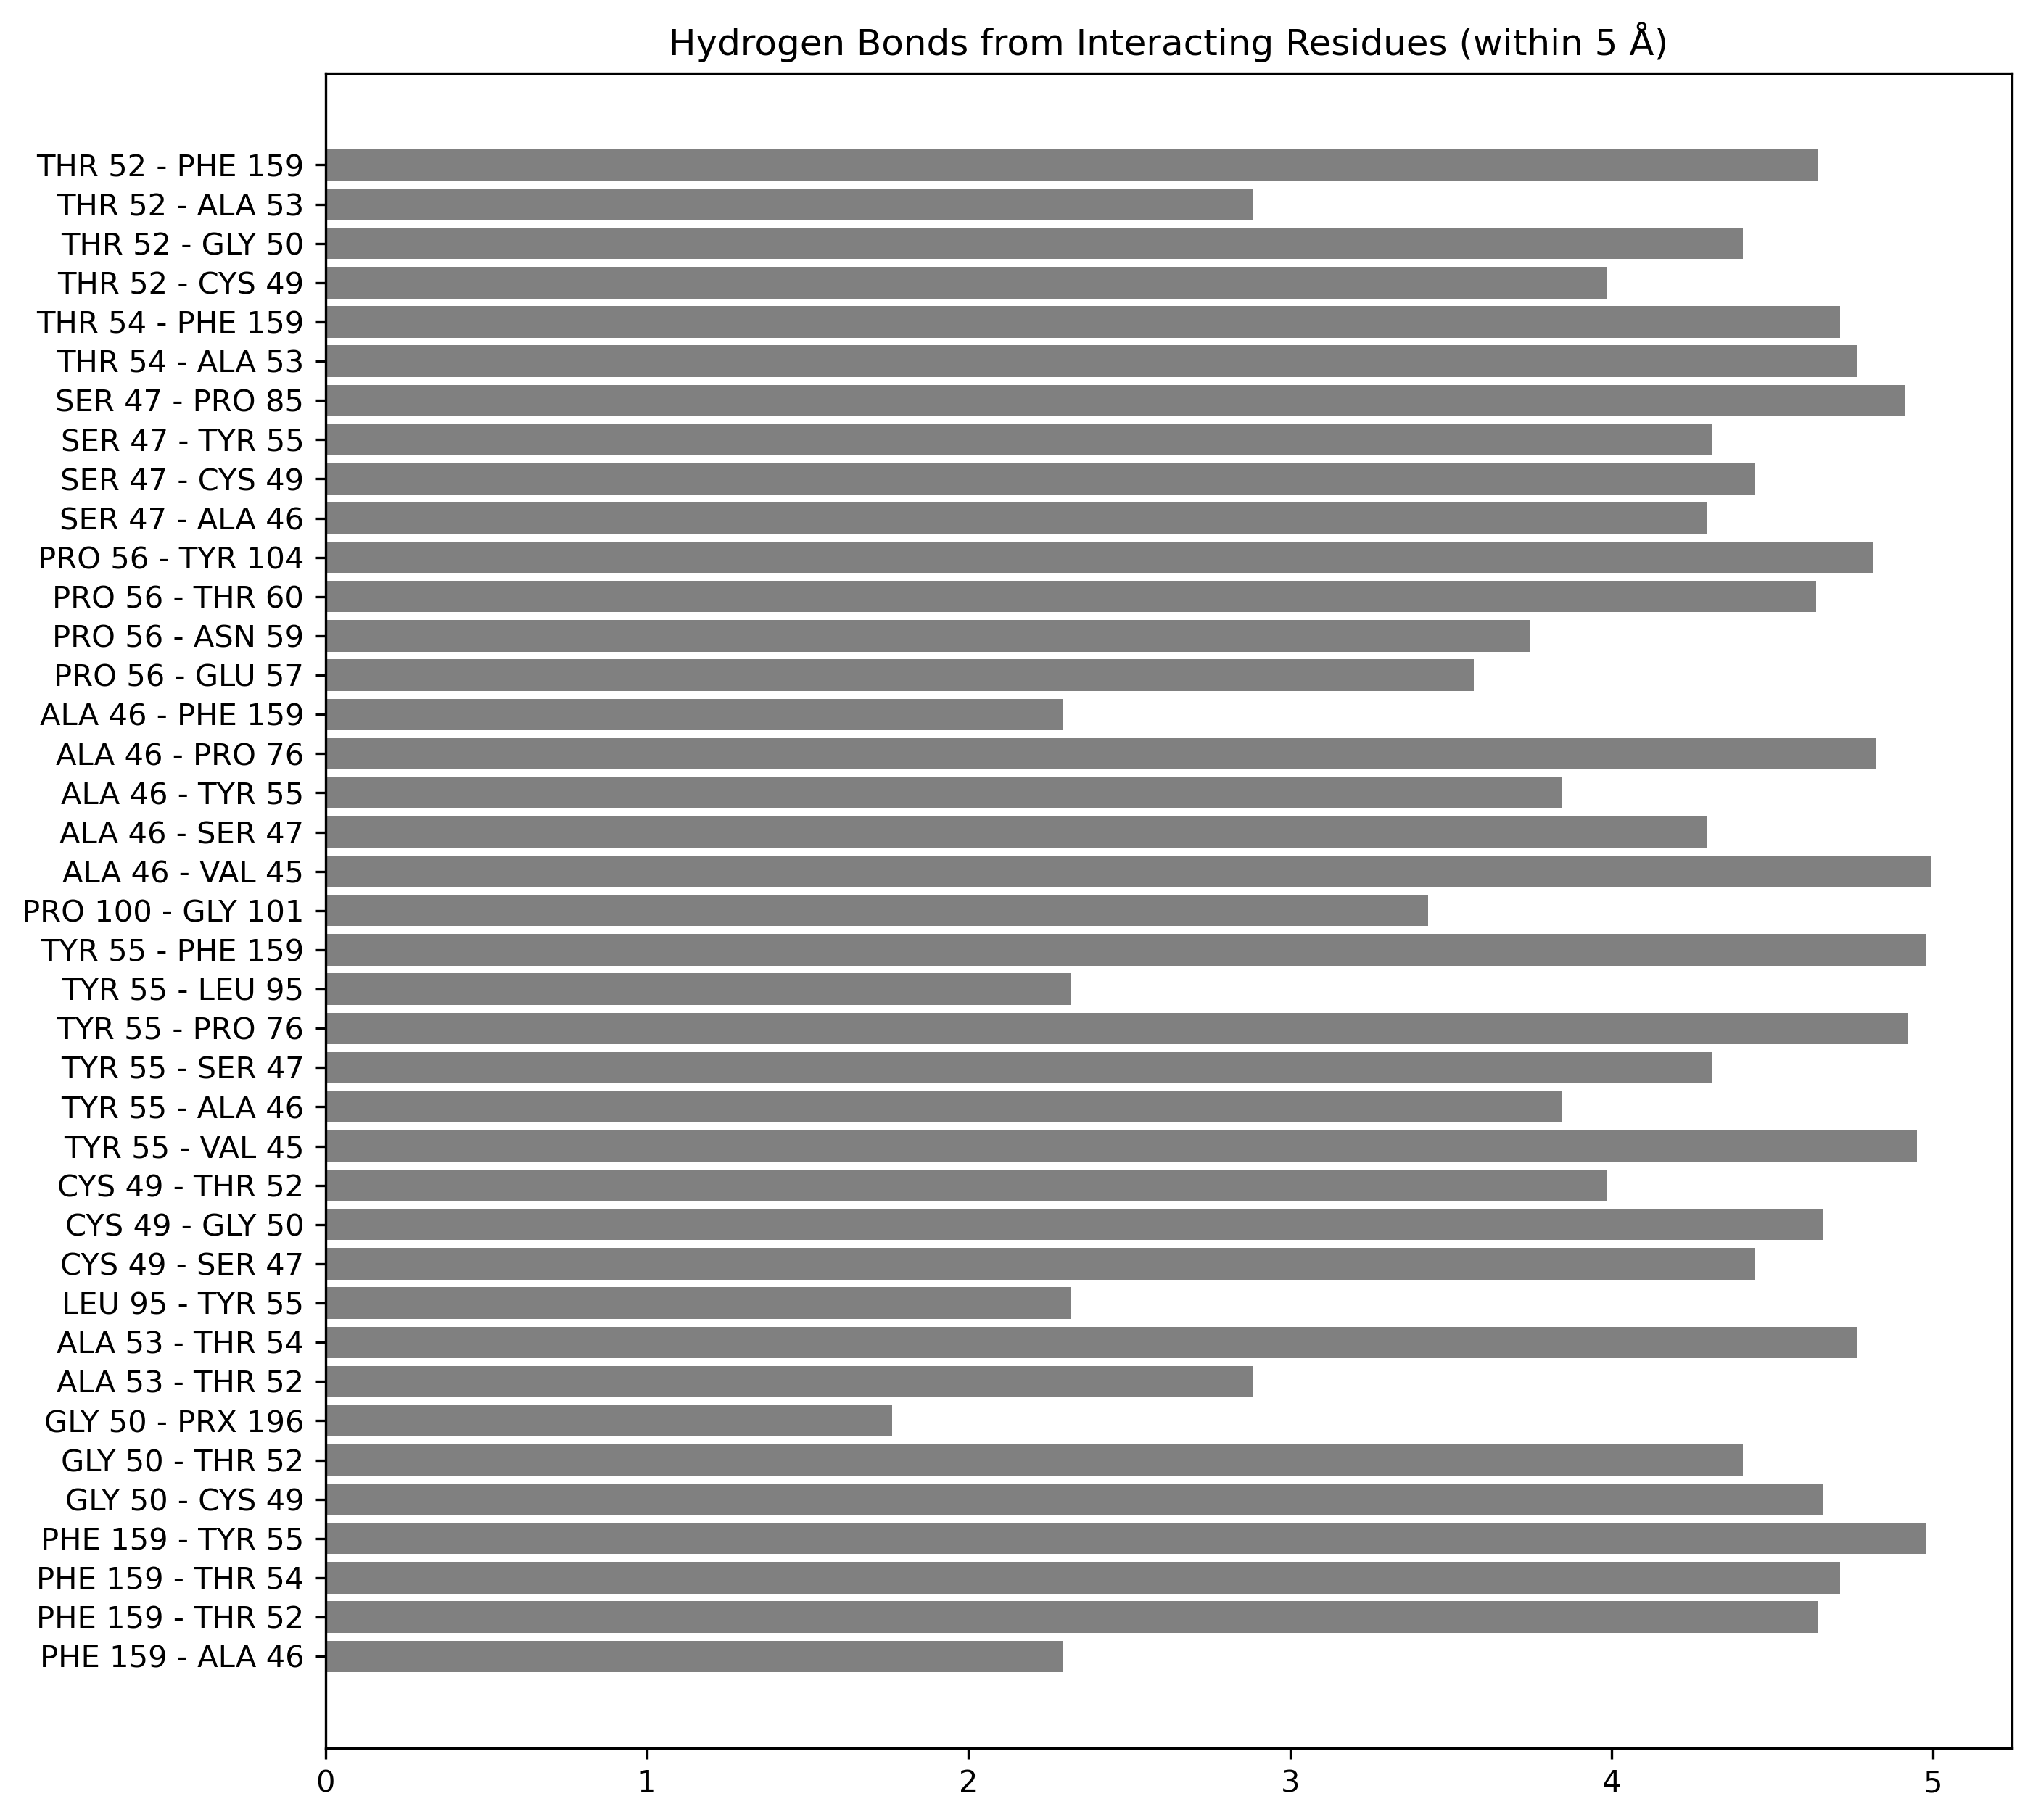 Hydrogen Bonds from Interacting Residues (within 5 Å)
THR 52 - PHE 159
THR 52 - ALA 53
THR 52 - GLY 50
THR 52 - CYS 49
THR 54 - PHE 159
THR 54 - ALA 53
SER 47 - PRO 85
SER 47 - TYR 55
SER 47 - CYS 49
SER 47 - ALA 46
PRO 56 - TYR 104
PRO 56 - THR 60
PRO 56 - ASN 59
PRO 56 - GLU 57
ALA 46 - PHE 159
ALA 46 - PRO 76
ALA 46 - TYR 55
ALA 46 - SER 47
ALA 46 - VAL 45
PRO 100 - GLY 101
TYR 55 - PHE 159
TYR 55 - LEU 95
TYR 55 - PRO 76
TYR 55 - SER 47
TYR 55 - ALA 46
TYR 55 - VAL 45
CYS 49 - THR 52
CYS 49 - GLY 50
CYS 49 - SER 47
LEU 95 - TYR 55
ALA 53 - THR 54
ALA 53 - THR 52
GLY 50 - PRX 196
GLY 50 - THR 52
GLY 50 - CYS 49
PHE 159 - TYR 55
PHE 159 - THR 54
PHE 159 - THR 52
PHE 159 - ALA 46
0 1 2 3 4 5